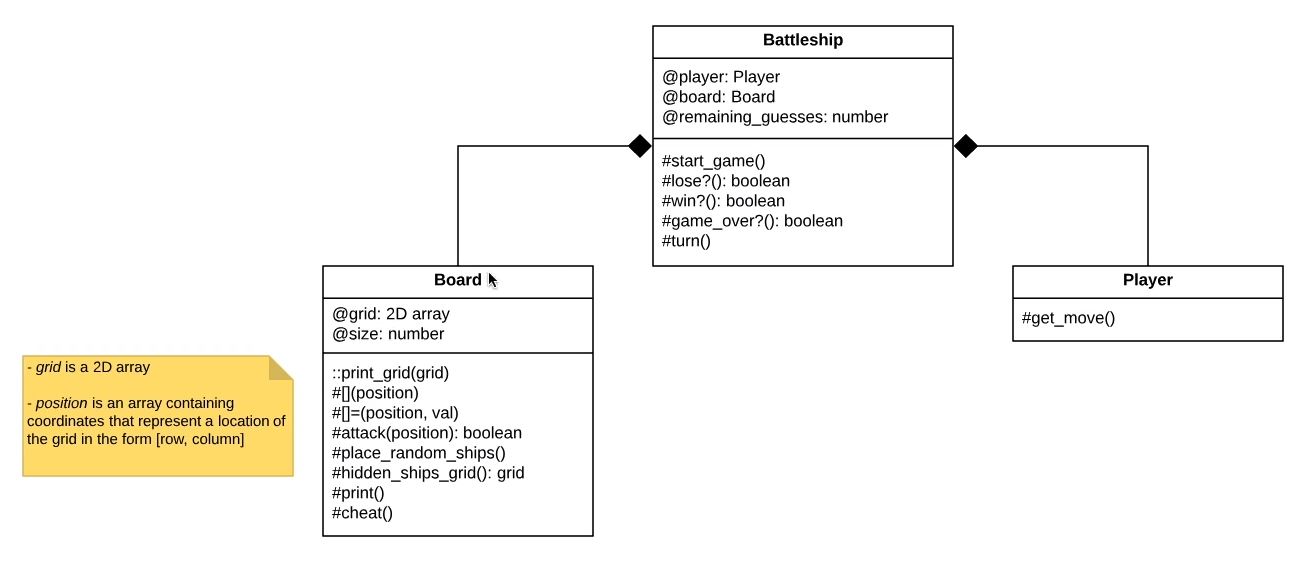 Battleship
@player: Player
@board: Board
@remaining_guesses: number
#start_game()
#lose?(): boolean
#win?(): boolean
#game_over?(): boolean
#turn()
Board
@grid: 2D array
@size: number
::print_grid(grid)
#[](position)
#[]=(position, val)
#attack(position): boolean
#place_random_ships()
#hidden_ships_grid(): grid
#print()
#cheat()
Player
#get_move()
- grid is a 2D array
- position is an array containing
coordinates that represent a location of
the grid in the form [row, column]